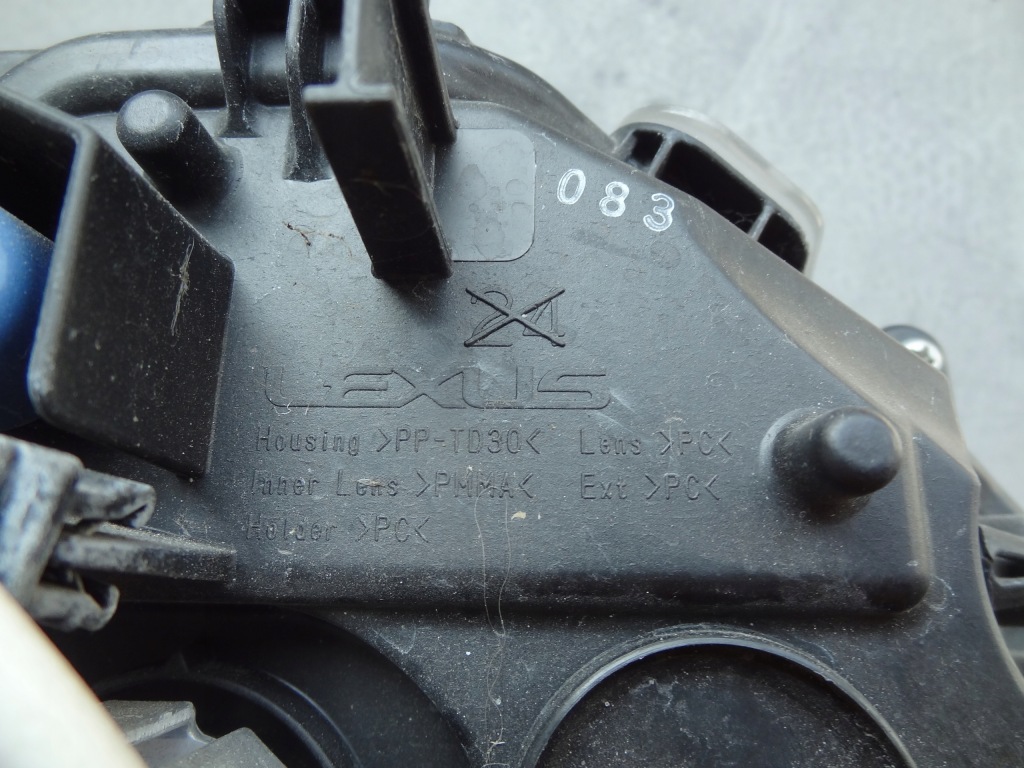 083
24
LEXUS
Housing >PP-TD30< Lens >PC<
Inner Lens >PMMA< Ext >PC<
Holder >PC<